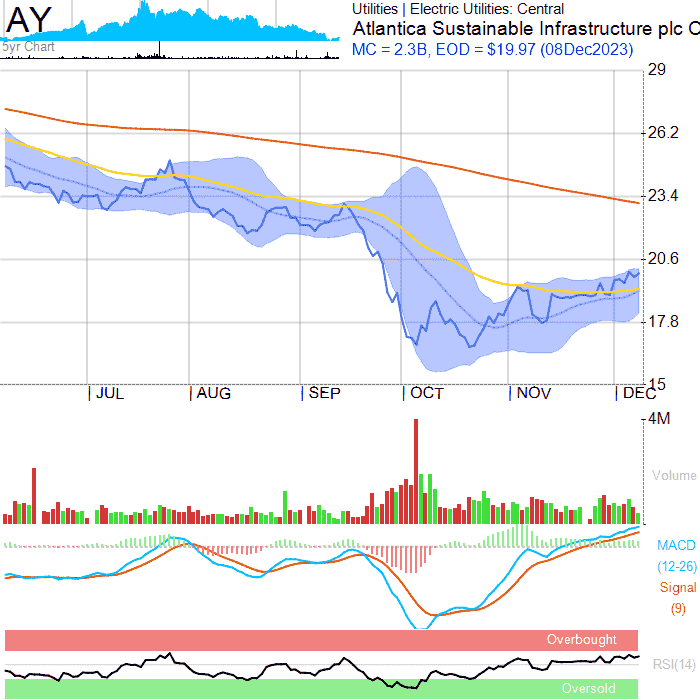 AY
5yr Chart
Utilities | Electric Utilities: Central
Atlantica Sustainable Infrastructure plc O
MC = 2.3B, EOD = $19.97 (08Dec2023)
29
26.2
23.4
20.6
17.8
15
JUL AUG SEP OCT NOV DEC
4M
Volume
MACD
(12-26)
Signal
(9)
Overbought
RSI(14)
Oversold